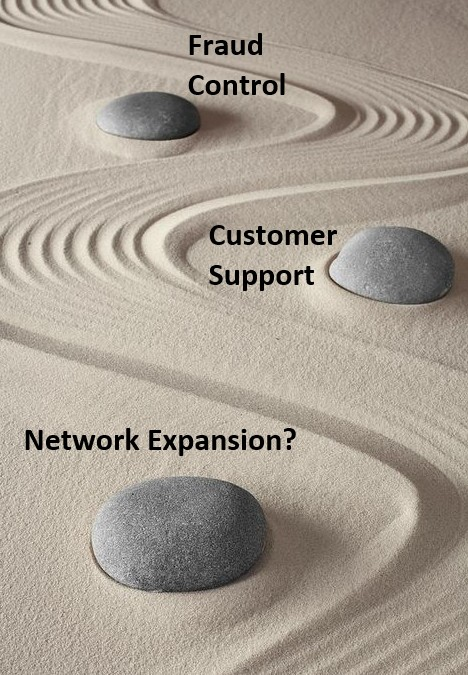 Fraud
Control
Customer
Support
Network Expansion?